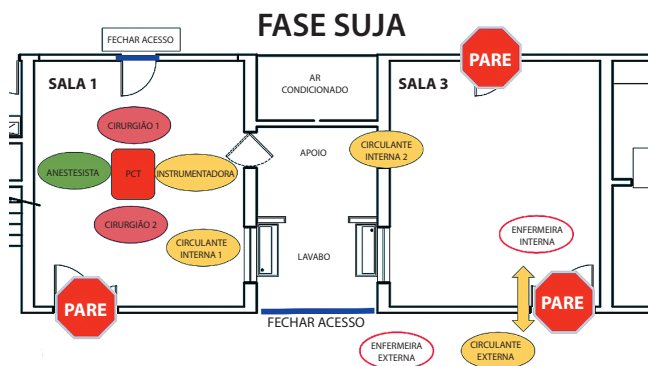 FASE SUJA
FECHAR ACESSO
PARE
SALA 1
AR
CONDICIONADO
SALA 3
CIRURGIÃO 1
APOIO
CIRCULANTE
INTERNA 2
ANESTESISTA
PCT
INSTRUMENTADORA
CIRURGIÃO 2
CIRCULANTE
INTERNA 1
LAVABO
ENFERMEIRA
INTERNA
PARE
PARE
FECHAR ACESSO
ENFERMEIRA
EXTERNA
CIRCULANTE
EXTERNA